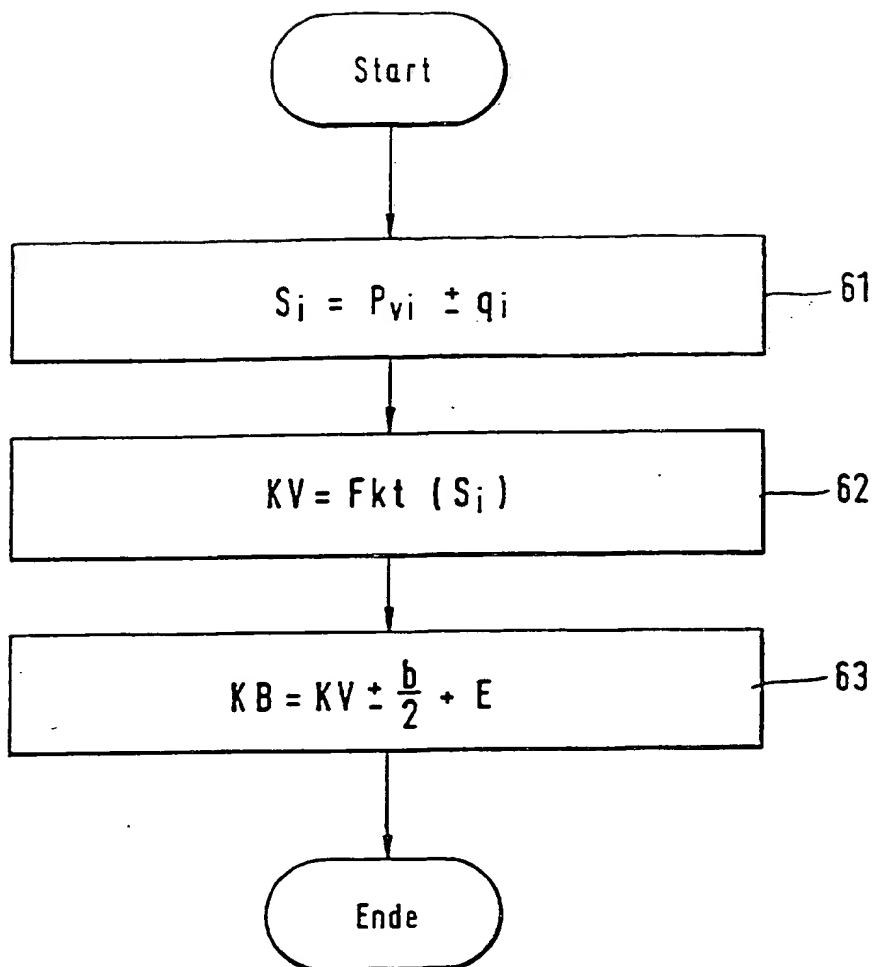 Start
S_i = P_vi ± q_i
61
KV = Fkt (S_i)
62
KB = KV ± b/2 + E
63
Ende